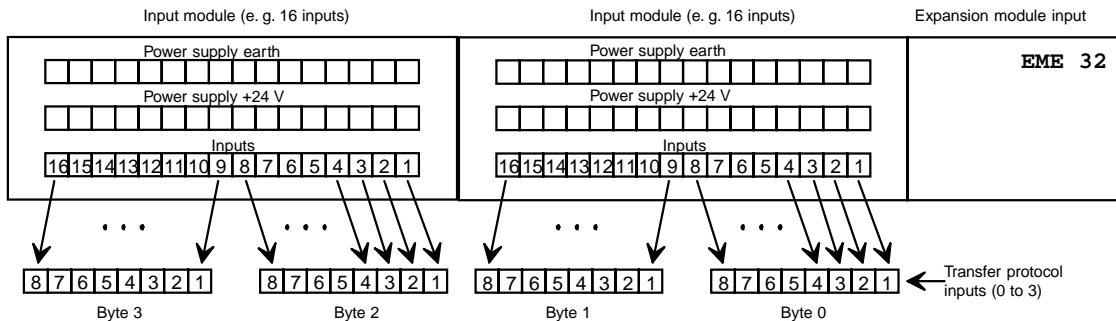 Input module (e. g. 16 inputs) Input module (e. g. 16 inputs) Expansion module input
Power supply earth Power supply earth EME 32
Power supply +24 V Power supply +24 V
Inputs Inputs
16 15 14 13 12 11 10 9 8 7 6 5 4 3 2 1 16 15 14 13 12 11 10 9 8 7 6 5 4 3 2 1
8 7 6 5 4 3 2 1 8 7 6 5 4 3 2 1 8 7 6 5 4 3 2 1 8 7 6 5 4 3 2 1 Transfer protocol
inputs (0 to 3)
Byte 3 Byte 2 Byte 1 Byte 0